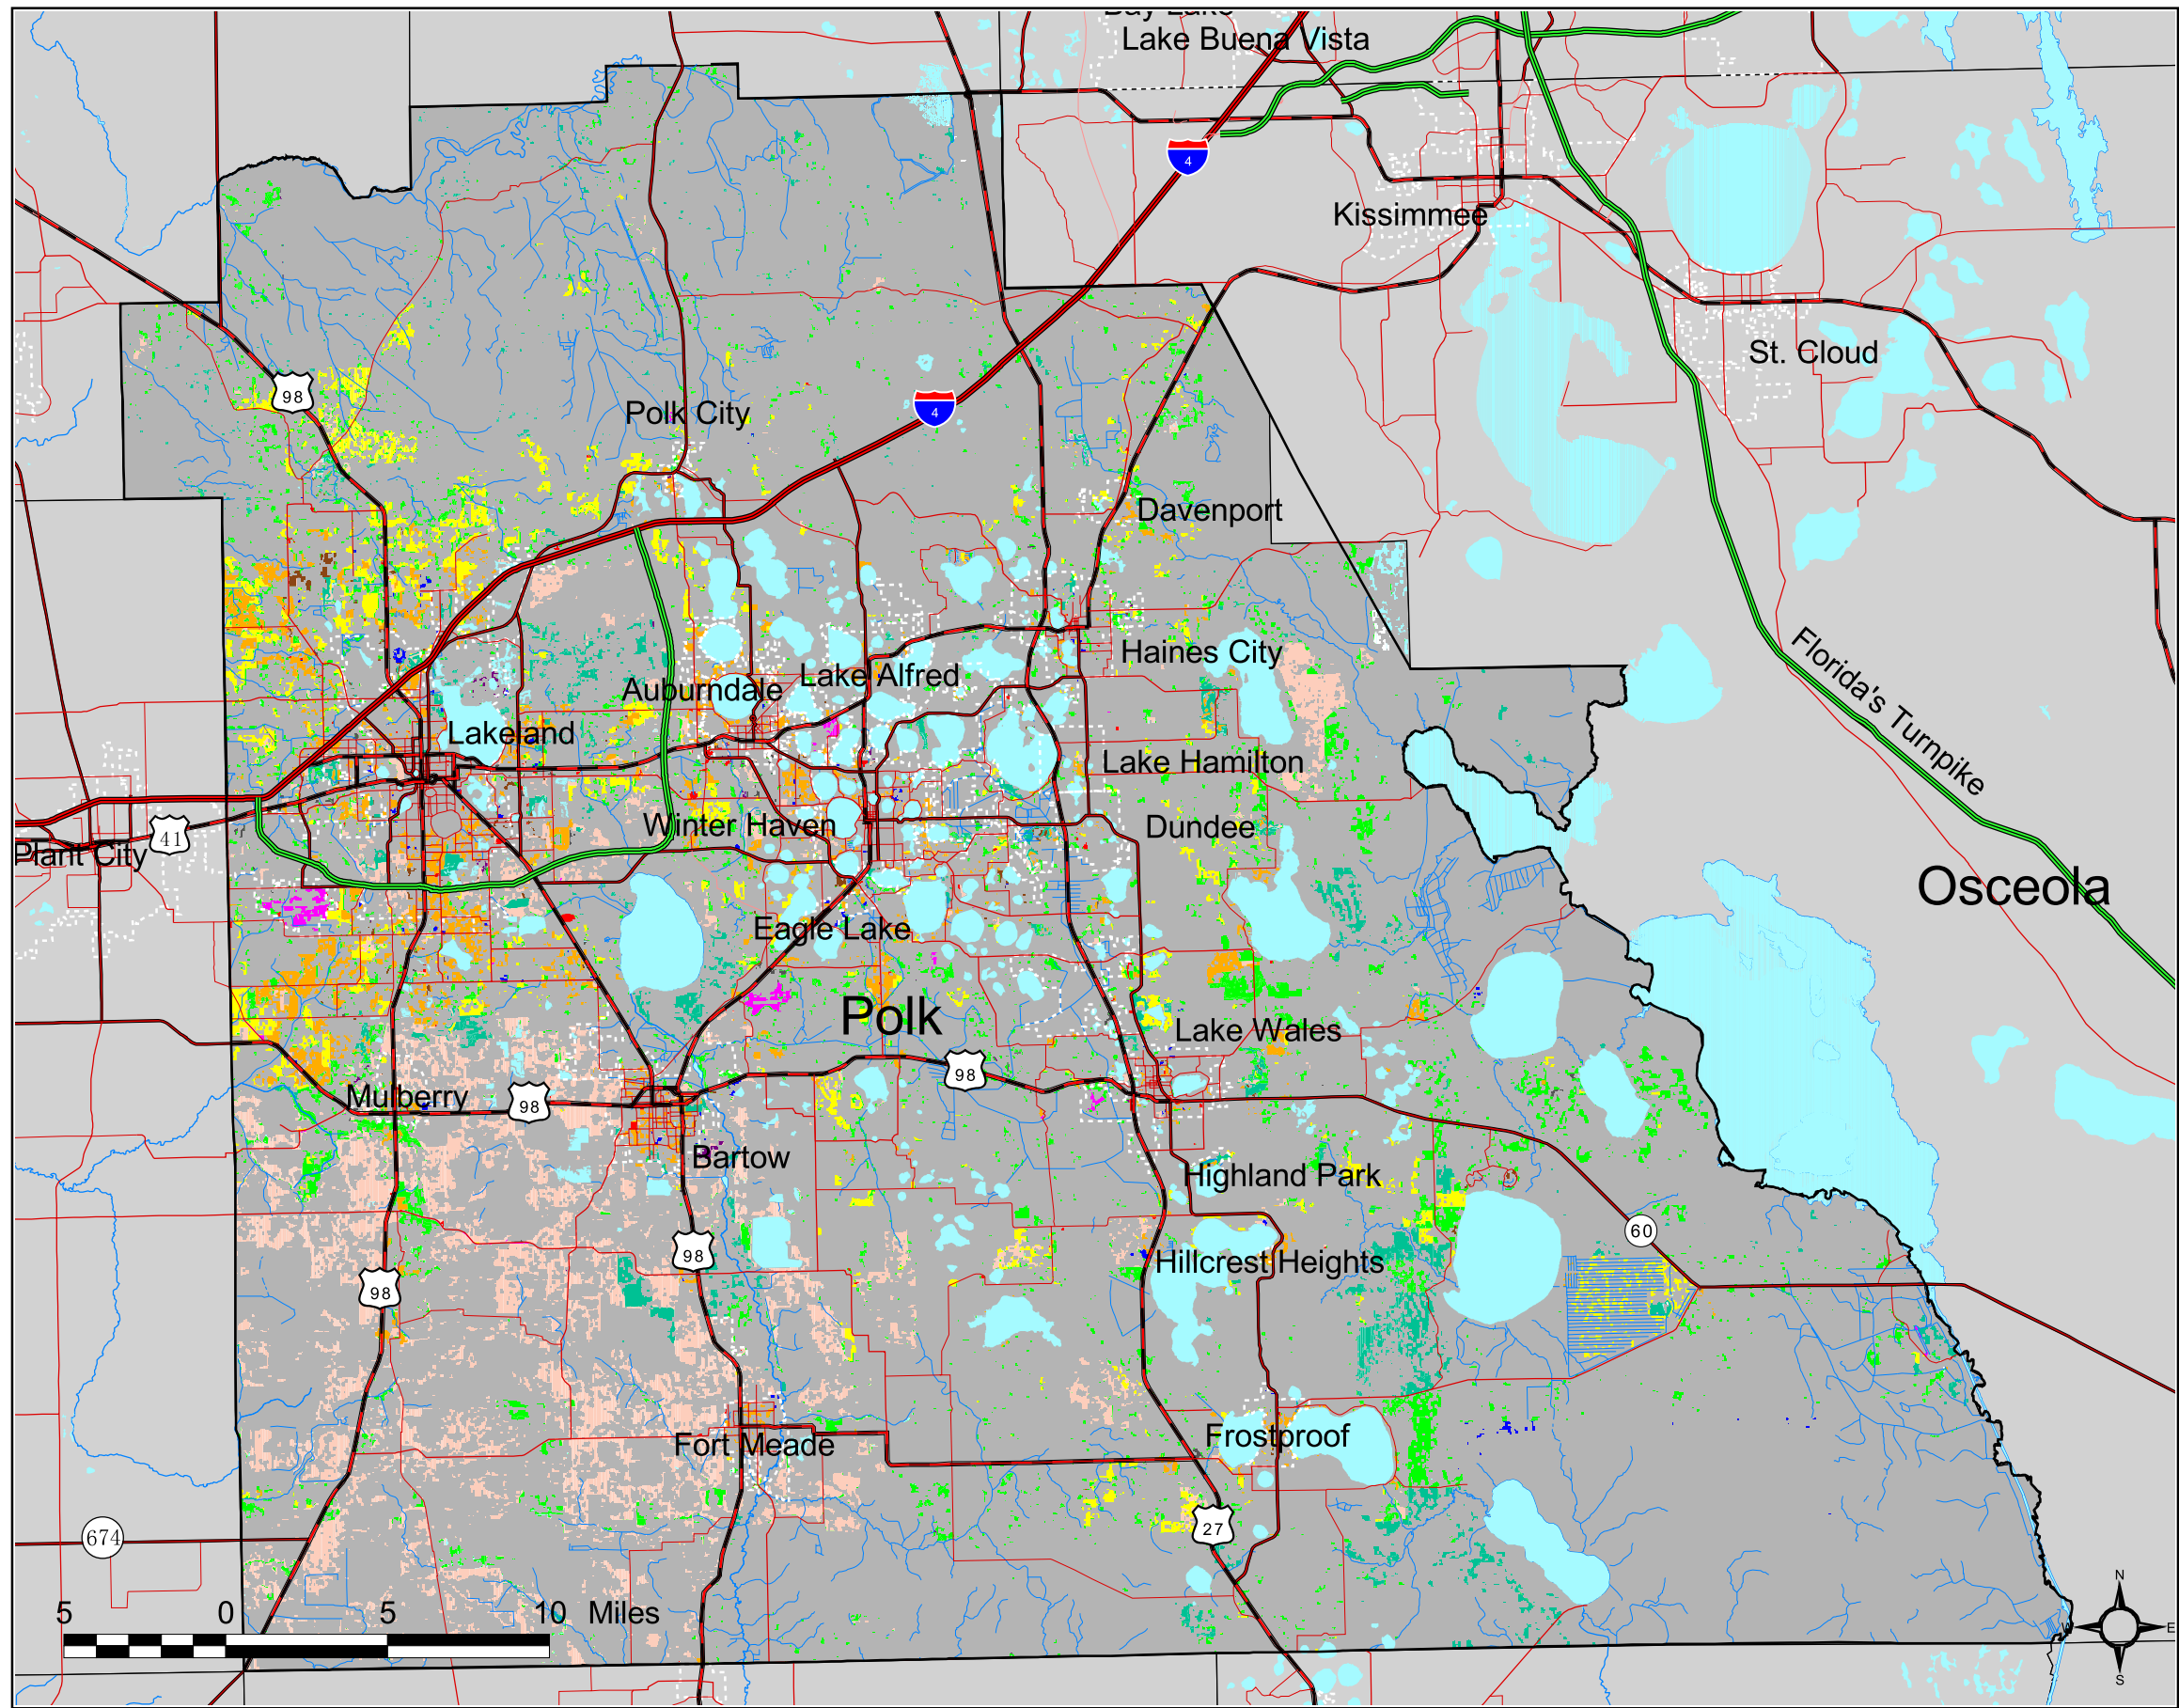 Bay Lake
Lake Buena Vista
4
Kissimmee
St. Cloud
98
4
Polk City
Davenport
Florida's Turnpike
Haines City
Lake Alfred
Auburndale
Lakeland
Lake Hamilton
Winter Haven
Dundee
41
Plant City
Osceola
Eagle Lake
Polk
Lake Wales
98
Mulberry
98
Bartow
Highland Park
60
98
Hillcrest Heights
98
Frostproof
Fort Meade
27
674
5 0 5 10 Miles
N
W E
S